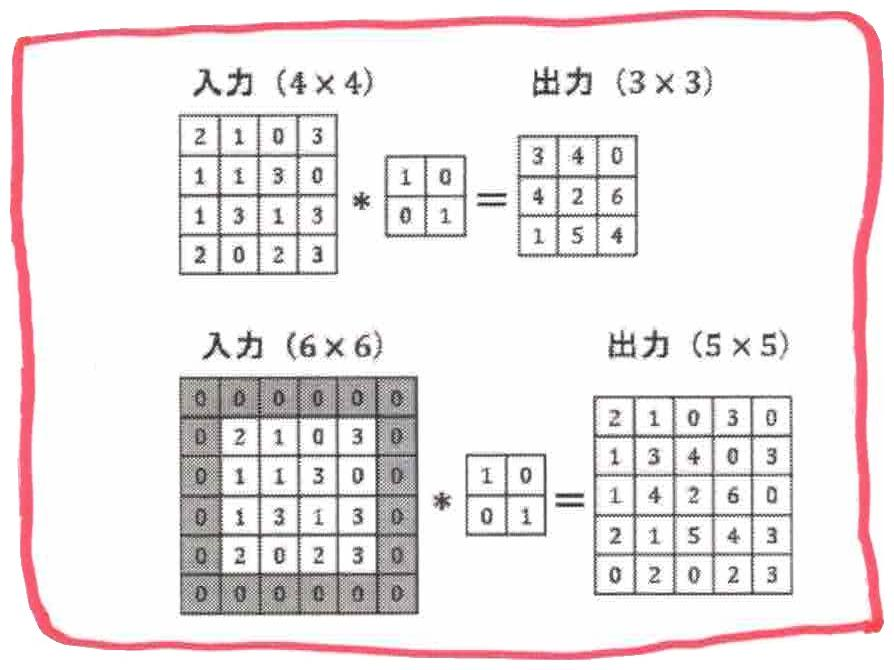 入力 (4 × 4)
2 1 0 3
1 1 3 0
1 3 1 3
2 0 2 3
*
1 0
0 1
=
出力 (3 × 3)
3 4 0
4 2 6
1 5 4
入力 (6 × 6)
0 0 0 0 0 0
0 2 1 0 3 0
0 1 1 3 0 0
0 1 3 1 3 0
0 2 0 2 3 0
0 0 0 0 0 0
*
1 0
0 1
=
出力 (5 × 5)
2 1 0 3 0
1 3 4 0 3
1 4 2 6 0
2 1 5 4 3
0 2 0 2 3